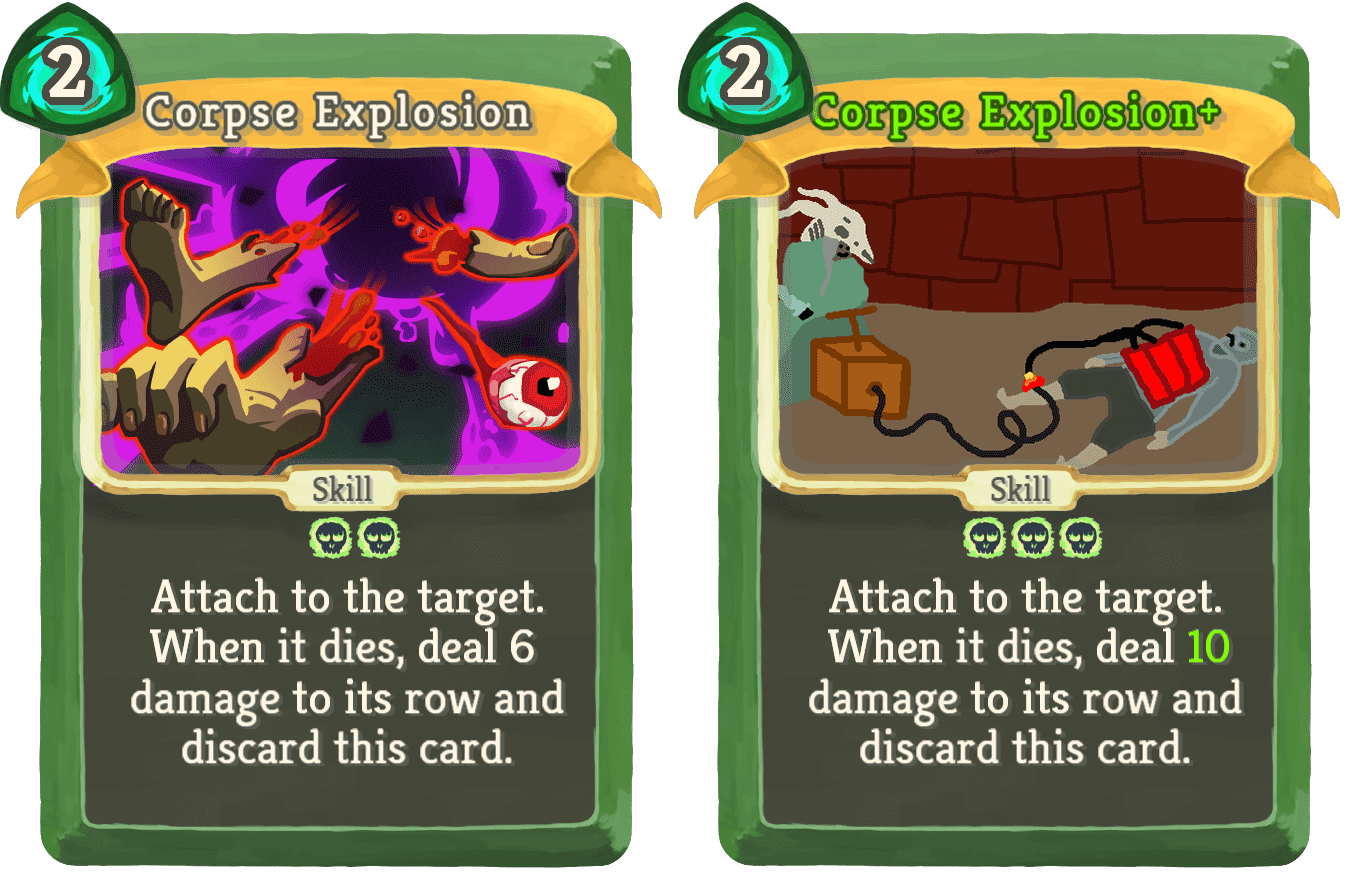 2
Corpse Explosion
Skill
Attach to the target.
When it dies, deal 6
damage to its row and
discard this card.
2
Corpse Explosion+
Skill
Attach to the target.
When it dies, deal 10
damage to its row and
discard this card.